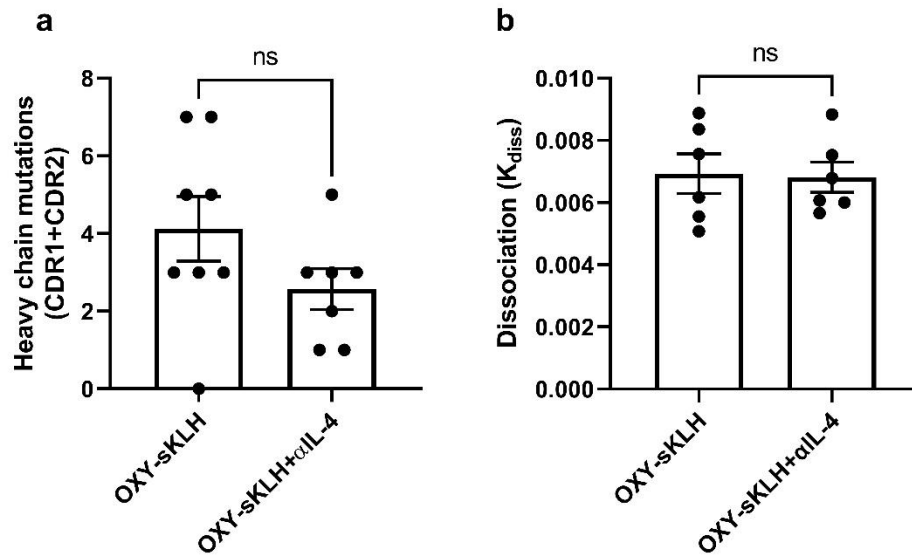 a
ns
Heavy chain mutations
(CDR1+CDR2)
8
6
4
2
0
OXY-sKLH
OXY-sKLH+αIL-4
b
ns
Dissociation (K_diss)
0.010
0.008
0.006
0.004
0.002
0.000
OXY-sKLH
OXY-sKLH+αIL-4